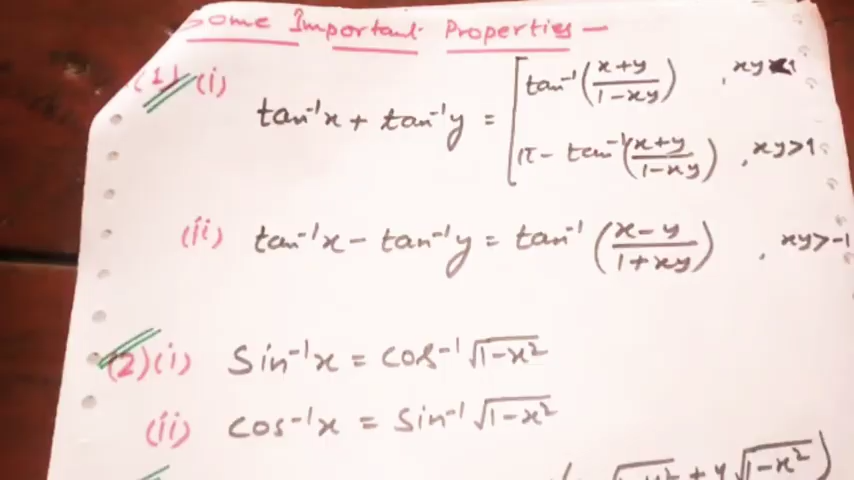 Some Important Properties –
(1) (i) tan⁻¹x + tan⁻¹y = [ tan⁻¹((x+y)/(1-xy)) , xy<1
π - tan⁻¹((x+y)/(1-xy)) , xy>1
(ii) tan⁻¹x - tan⁻¹y = tan⁻¹((x-y)/(1+xy)) , xy>-1
(2) (i) Sin⁻¹x = cos⁻¹√(1-x²)
(ii) cos⁻¹x = Sin⁻¹√(1-x²)
+ y√(1-x²))